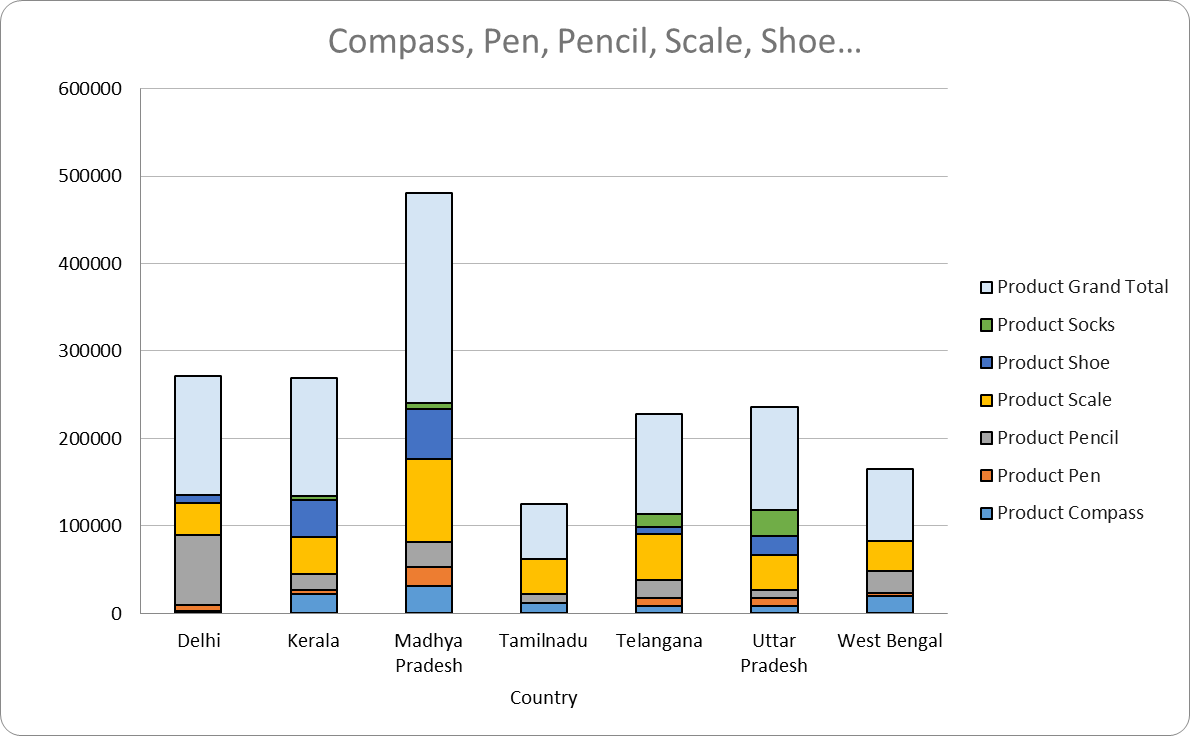 Compass, Pen, Pencil, Scale, Shoe...
600000
500000
400000
300000
200000
100000
0
Delhi
Kerala
Madhya
Pradesh
Tamilnadu
Telangana
Uttar
Pradesh
West Bengal
Country
Product Grand Total
Product Socks
Product Shoe
Product Scale
Product Pencil
Product Pen
Product Compass